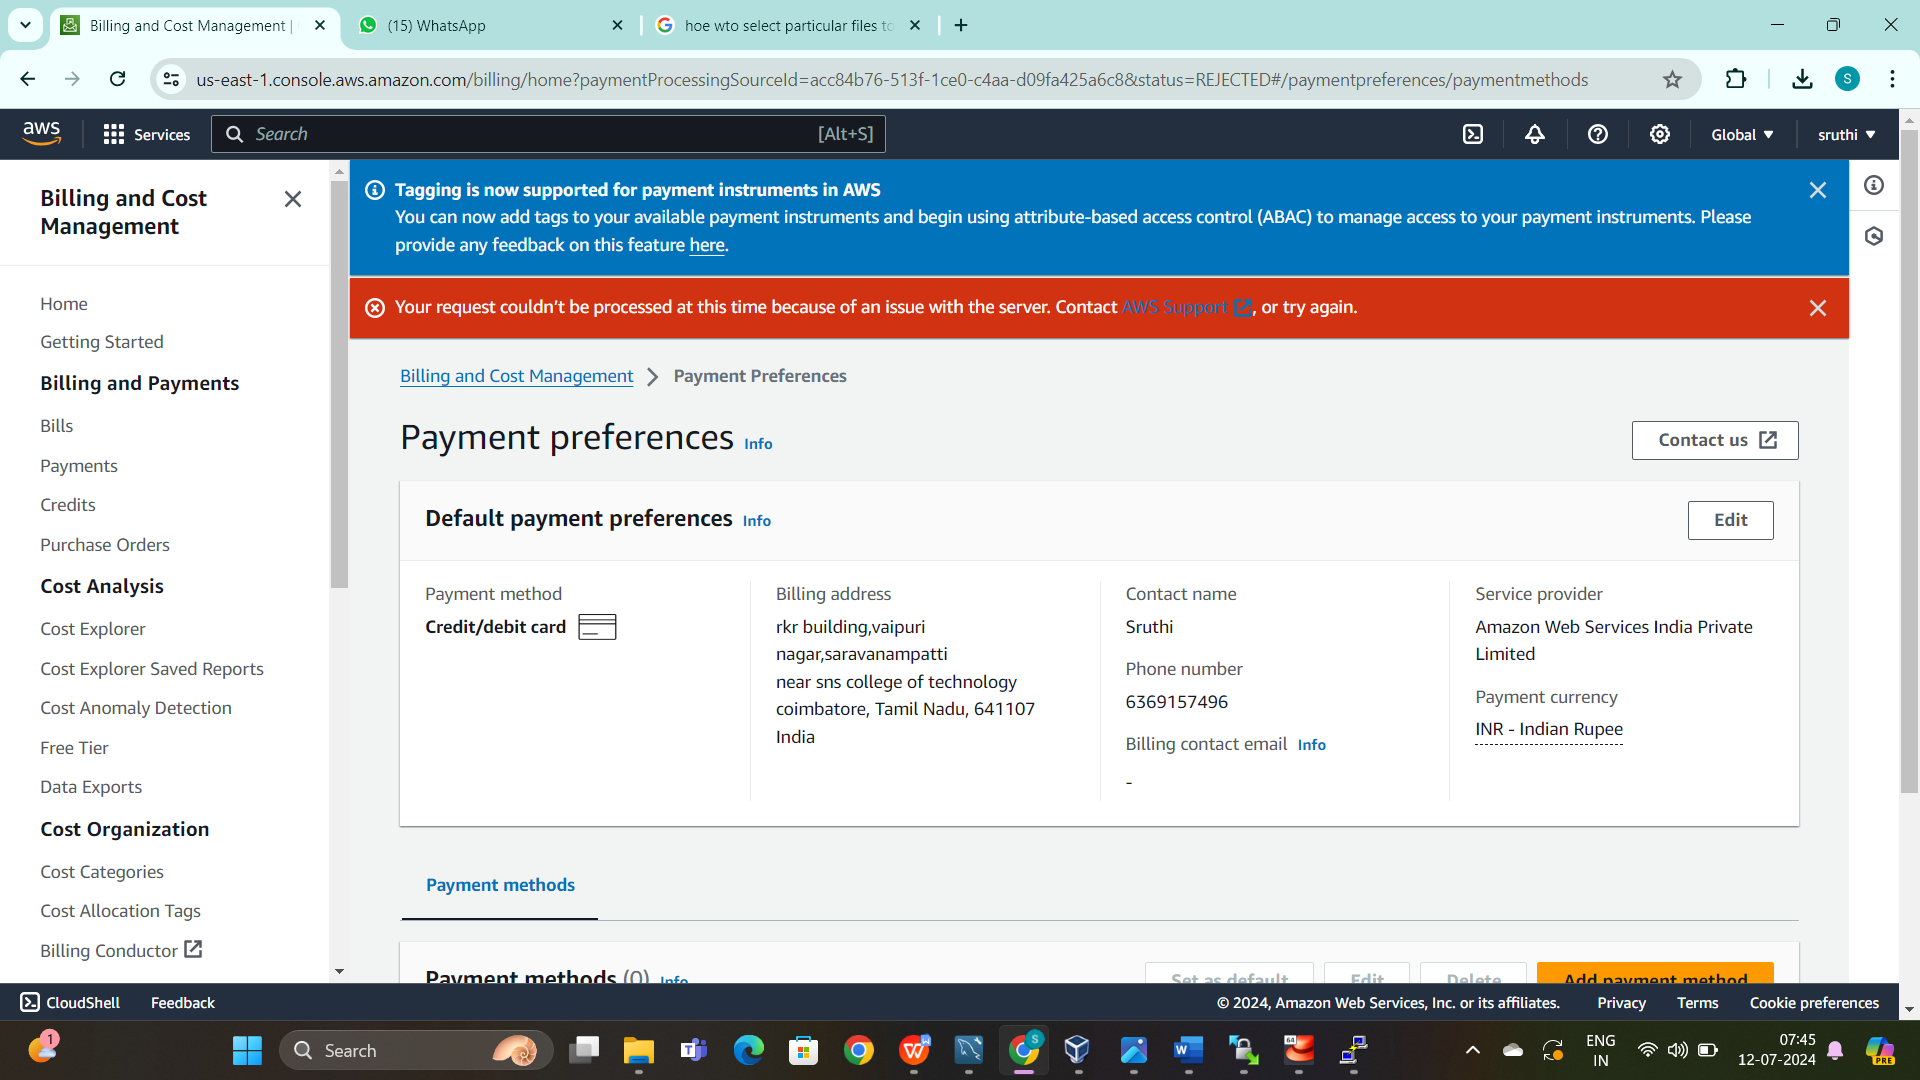 Billing and Cost Management |
(15) WhatsApp
hoe wto select particular files to
us-east-1.console.aws.amazon.com/billing/home?paymentProcessingSourceId=acc84b76-513f-1ce0-c4aa-d09fa425a6c8&status=REJECTED#/paymentpreferences/paymentmethods
S
aws
Services
Search
[Alt+S]
Global
sruthi
Billing and Cost
Management
Home
Getting Started
Billing and Payments
Bills
Payments
Credits
Purchase Orders
Cost Analysis
Cost Explorer
Cost Explorer Saved Reports
Cost Anomaly Detection
Free Tier
Data Exports
Cost Organization
Cost Categories
Cost Allocation Tags
Billing Conductor
Tagging is now supported for payment instruments in AWS
You can now add tags to your available payment instruments and begin using attribute-based access control (ABAC) to manage access to your payment instruments. Please
provide any feedback on this feature here.
Your request couldn't be processed at this time because of an issue with the server. Contact AWS Support , or try again.
Billing and Cost Management
Payment Preferences
Payment preferences Info
Contact us
Default payment preferences Info
Edit
Payment method
Credit/debit card
Billing address
rkr building,vaipuri
nagar,saravanampatti
near sns college of technology
coimbatore, Tamil Nadu, 641107
India
Contact name
Sruthi
Phone number
6369157496
Billing contact email Info
-
Service provider
Amazon Web Services India Private
Limited
Payment currency
INR - Indian Rupee
Payment methods
Payment methods (0) Info
Set as default
Edit
Delete
Add payment method
CloudShell
Feedback
© 2024, Amazon Web Services, Inc. or its affiliates.
Privacy
Terms
Cookie preferences
1
Search
S
64
ENG
IN
07:45
12-07-2024
PRE